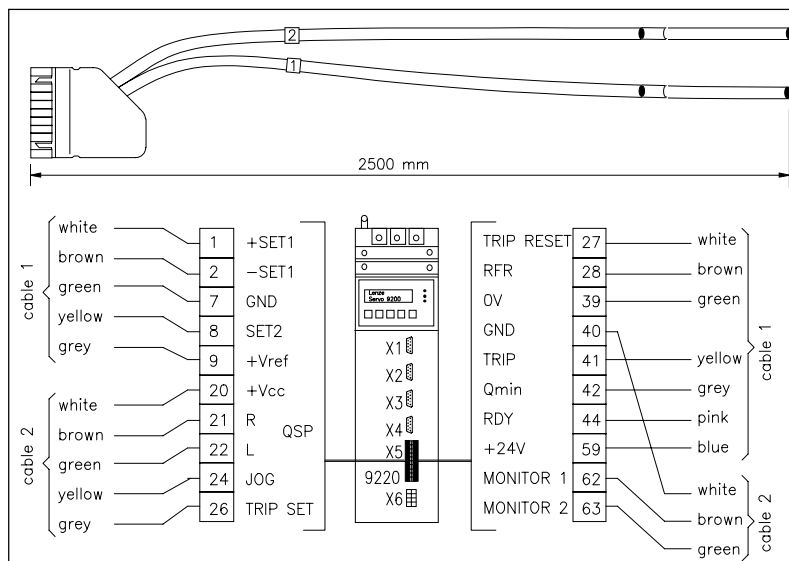 2
1
2500 mm
cable 1
white 1 +SET1
brown 2 −SET1
green 7 GND
yellow 8 SET2
grey 9 +Vref
cable 2
white 20 +Vcc
brown 21 R
QSP
green 22 L
yellow 24 JOG
grey 26 TRIP SET
Lenze
Servo 9200
X1
X2
X3
X4
X5
9220
X6
TRIP RESET 27 white
RFR 28 brown
0V 39 green
GND 40
TRIP 41 yellow
Qmin 42 grey
RDY 44 pink
+24V 59 blue
cable 1
MONITOR 1 62
MONITOR 2 63
white
brown
green
cable 2